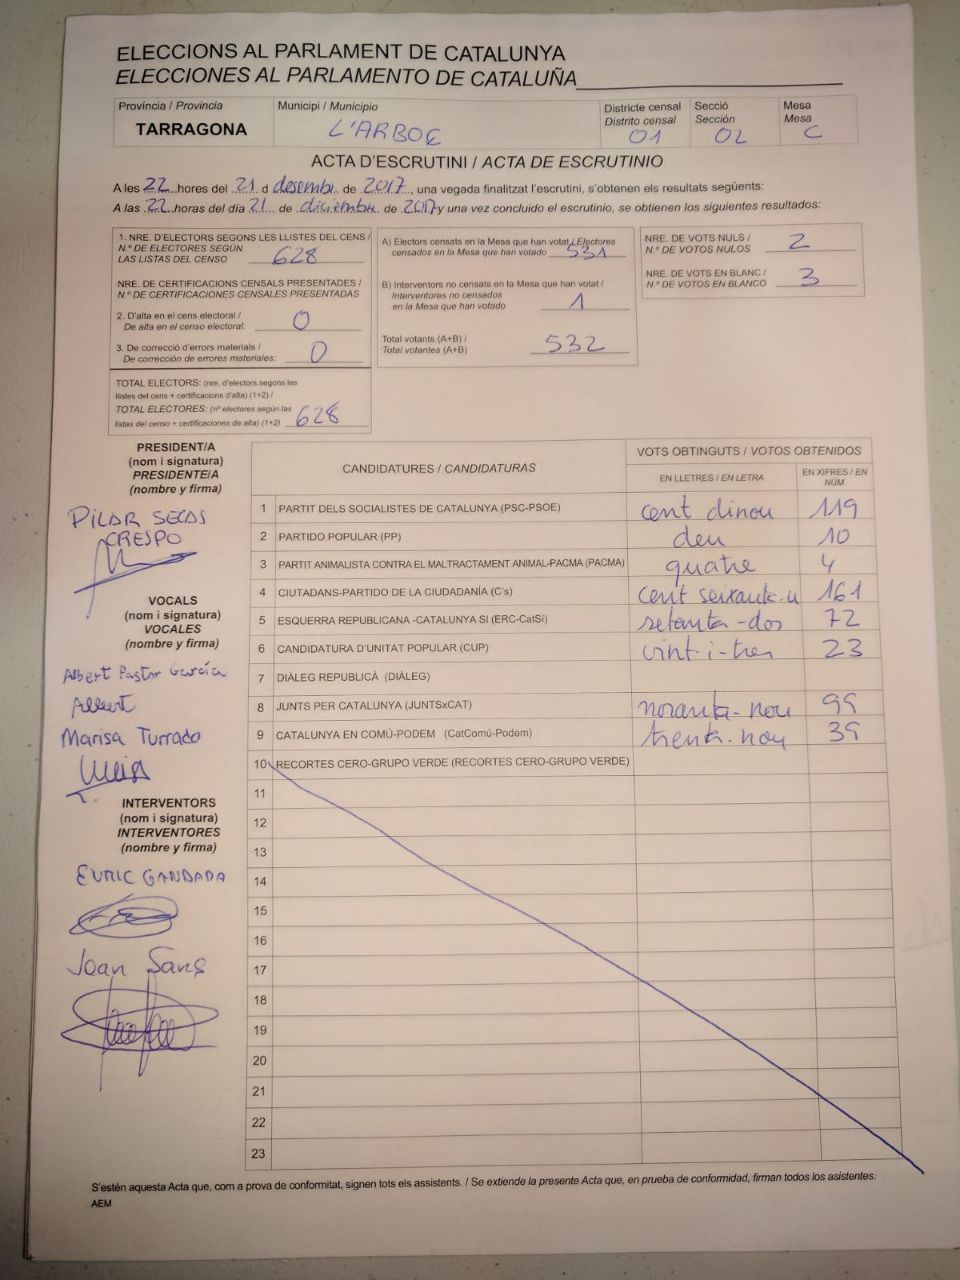 ELECCIONS AL PARLAMENT DE CATALUNYA
ELECCIONES AL PARLAMENTO DE CATALUÑA
Província / Provincia
TARRAGONA
Municipi / Municipio
L'ARBOÇ
Districte censal
Distrito censal
01
Secció
Sección
02
Mesa
Mesa
C
ACTA D'ESCRUTINI / ACTA DE ESCRUTINIO
A les 22 hores del 21 d desembr. de 2017, una vegada finalitzat l'escrutini, s'obtenen els resultats següents:
A las 22 horas del día 21 de diciembr. de 2017 y una vez concluido el escrutinio, se obtienen los siguientes resultados:
1. NRE. D'ELECTORS SEGONS LES LLISTES DEL CENS /
N.º DE ELECTORES SEGÚN
LAS LISTAS DEL CENSO 628
NRE. DE CERTIFICACIONS CENSALS PRESENTADES /
N.º DE CERTIFICACIONES CENSALES PRESENTADAS
2. D'alta en el cens electoral /
De alta en el censo electoral: 0
3. De correcció d'errors materials /
De corrección de errores materiales: 0
TOTAL ELECTORS: (nre. d'electors segons les
llistes del cens + certificacions d'alta) (1+2) /
TOTAL ELECTORES: (nº electores según las
listas del censo + certificaciones de alta) (1+2) 628
A) Electors censats en la Mesa que han votat / Electores
censados en la Mesa que han votado 531
B) Interventors no censats en la Mesa que han votat /
Interventores no censados
en la Mesa que han votado 1
Total votants (A+B) /
Total votantes (A+B) 532
NRE. DE VOTS NULS /
N.º DE VOTOS NULOS 2
NRE. DE VOTS EN BLANC /
N.º DE VOTOS EN BLANCO 3
PRESIDENT/A
(nom i signatura)
PRESIDENTE/A
(nombre y firma)
PILAR SECAS
CRESPO
VOCALS
(nom i signatura)
VOCALES
(nombre y firma)
Albert Pastor García
Albert
Marisa Turrado
INTERVENTORS
(nom i signatura)
INTERVENTORES
(nombre y firma)
ENRIC GANDARA
Joan Sans
CANDIDATURES / CANDIDATURAS
VOTS OBTINGUTS / VOTOS OBTENIDOS
EN LLETRES / EN LETRA
EN XIFRES / EN
NÚM.
1 PARTIT DELS SOCIALISTES DE CATALUNYA (PSC-PSOE) cent dinou 119
2 PARTIDO POPULAR (PP) deu 10
3 PARTIT ANIMALISTA CONTRA EL MALTRACTAMENT ANIMAL-PACMA (PACMA) quatre 4
4 CIUTADANS-PARTIDO DE LA CIUDADANÍA (C's) cent seixanta-u 161
5 ESQUERRA REPUBLICANA -CATALUNYA SI (ERC-CatSí) setanta-dos 72
6 CANDIDATURA D'UNITAT POPULAR (CUP) vint-i-tres 23
7 DIÀLEG REPUBLICÀ (DIÀLEG)
8 JUNTS PER CATALUNYA (JUNTSxCAT) noranta-nou 99
9 CATALUNYA EN COMÚ-PODEM (CatComú-Podem) trenta-nou 39
10 RECORTES CERO-GRUPO VERDE (RECORTES CERO-GRUPO VERDE)
11
12
13
14
15
16
17
18
19
20
21
22
23
S'estén aquesta Acta que, com a prova de conformitat, signen tots els assistents. / Se extiende la presente Acta que, en prueba de conformidad, firman todos los asistentes.
AEM